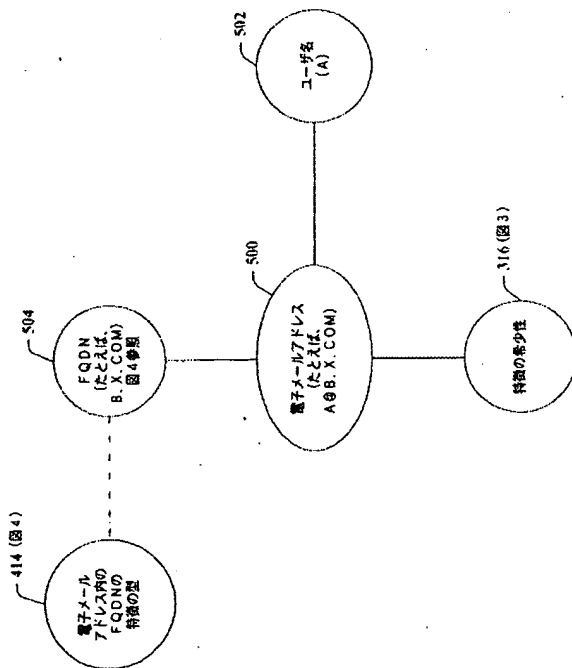 502
ユーザ名
(A)
504
FQDN
(たとえば、
B.X.COM)
図4参照
500
電子メールアドレス
(たとえば、
A@B.X.COM)
316 (図3)
特徴の希少性
414 (図4)
電子メール
アドレス内の
FQDNの
特徴の型